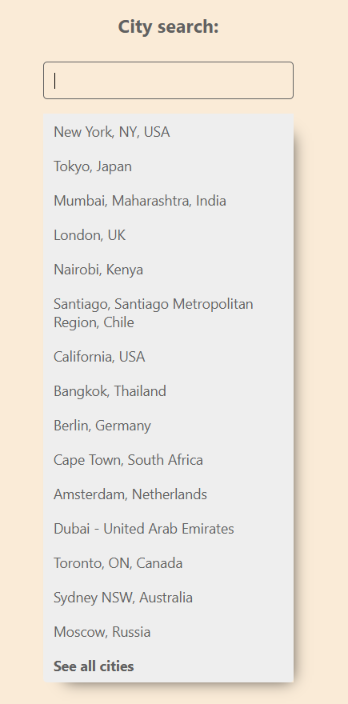 City search:
New York, NY, USA
Tokyo, Japan
Mumbai, Maharashtra, India
London, UK
Nairobi, Kenya
Santiago, Santiago Metropolitan
Region, Chile
California, USA
Bangkok, Thailand
Berlin, Germany
Cape Town, South Africa
Amsterdam, Netherlands
Dubai - United Arab Emirates
Toronto, ON, Canada
Sydney NSW, Australia
Moscow, Russia
See all cities